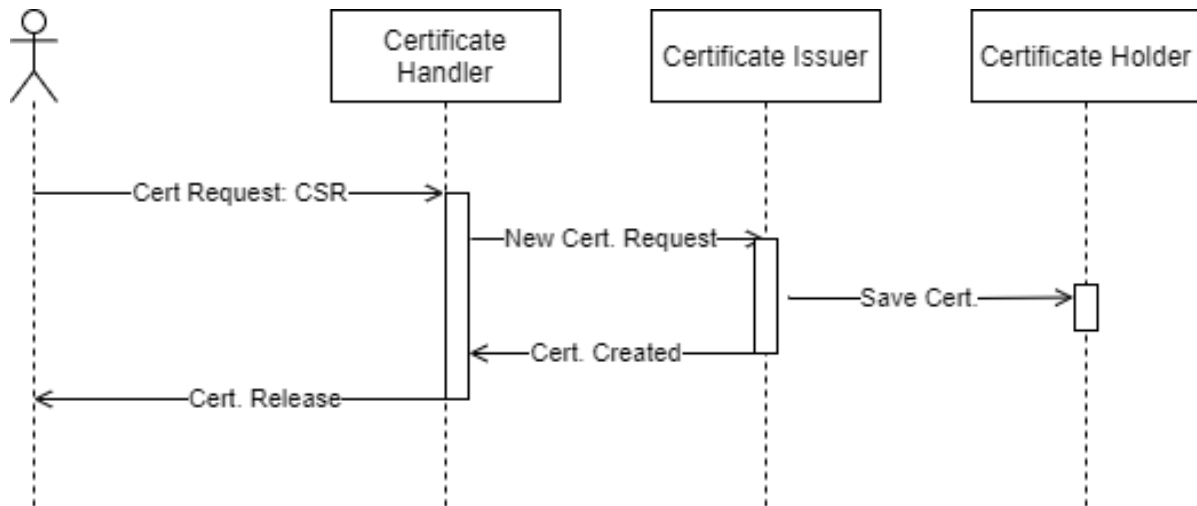 Certificate
Handler
Certificate Issuer
Certificate Holder
Cert Request: CSR
New Cert. Request
Save Cert.
Cert. Created
Cert. Release